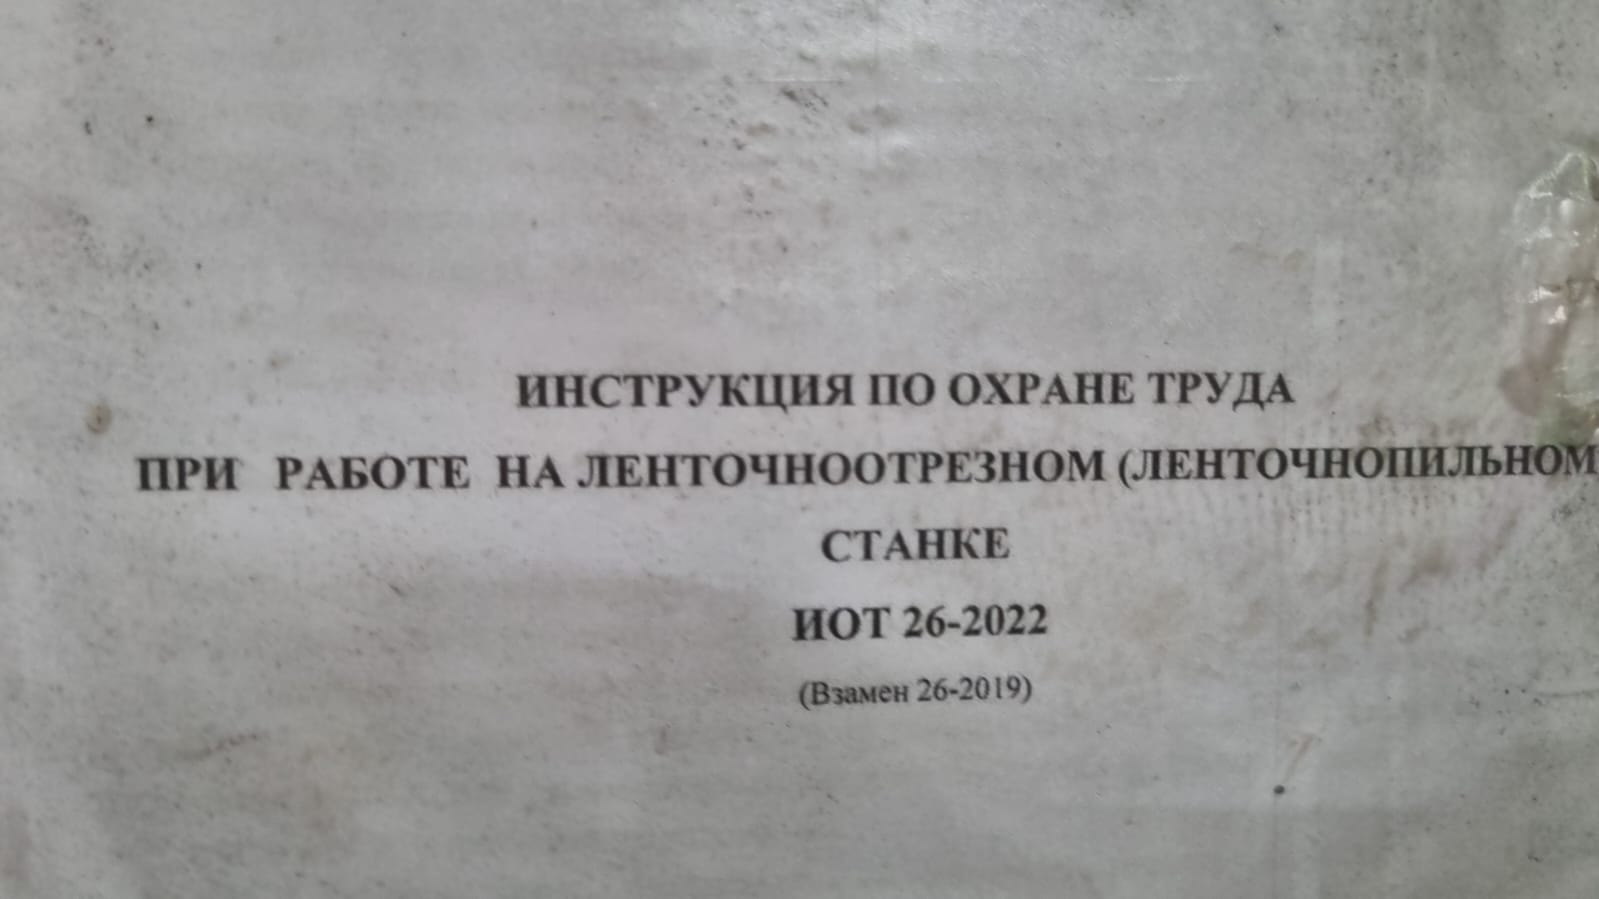 ИНСТРУКЦИЯ ПО ОХРАНЕ ТРУДА
ПРИ РАБОТЕ НА ЛЕНТОЧНООТРЕЗНОМ (ЛЕНТОЧНОПИЛЬНОМ
СТАНКЕ
ИОТ 26-2022
(Взамен 26-2019)